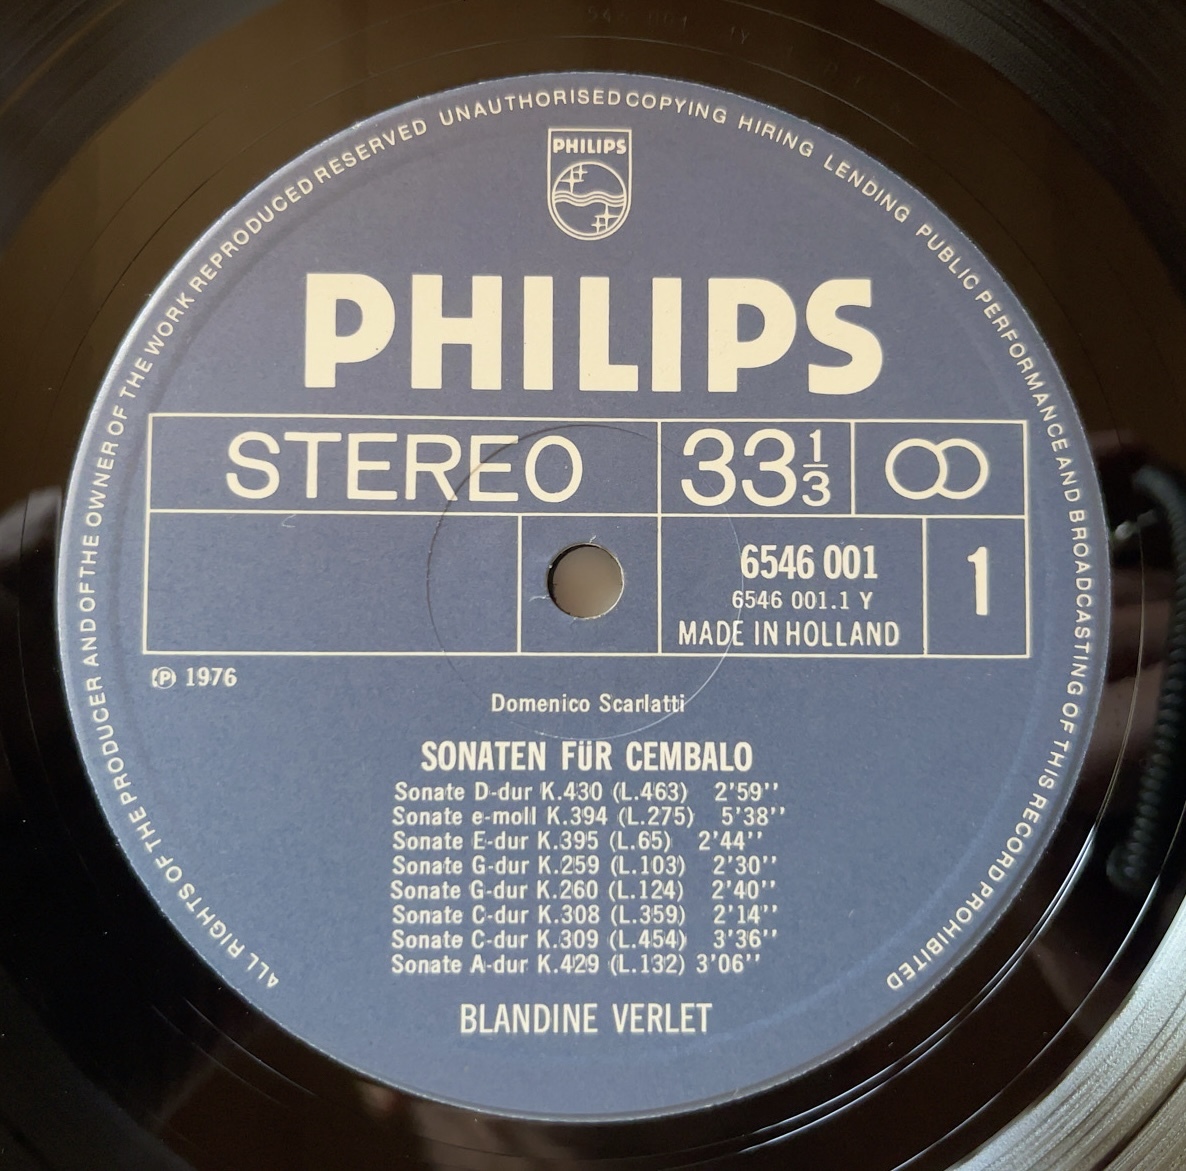 ALL RIGHTS OF THE PRODUCER AND OF THE OWNER OF THE WORK REPRODUCED RESERVED UNAUTHORISED COPYING HIRING LENDING PUBLIC PERFORMANCE AND BROADCASTING OF THIS RECORD PROHIBITED
PHILIPS
PHILIPS
STEREO 33 1/3
6546 001 1
6546 001.1 Y
MADE IN HOLLAND
℗ 1976
Domenico Scarlatti
SONATEN FÜR CEMBALO
Sonate D-dur K.430 (L.463) 2'59''
Sonate e-moll K.394 (L.275) 5'38''
Sonate E-dur K.395 (L.65) 2'44''
Sonate G-dur K.259 (L.103) 2'30''
Sonate G-dur K.260 (L.124) 2'40''
Sonate C-dur K.308 (L.359) 2'14''
Sonate C-dur K.309 (L.454) 3'36''
Sonate A-dur K.429 (L.132) 3'06''
BLANDINE VERLET